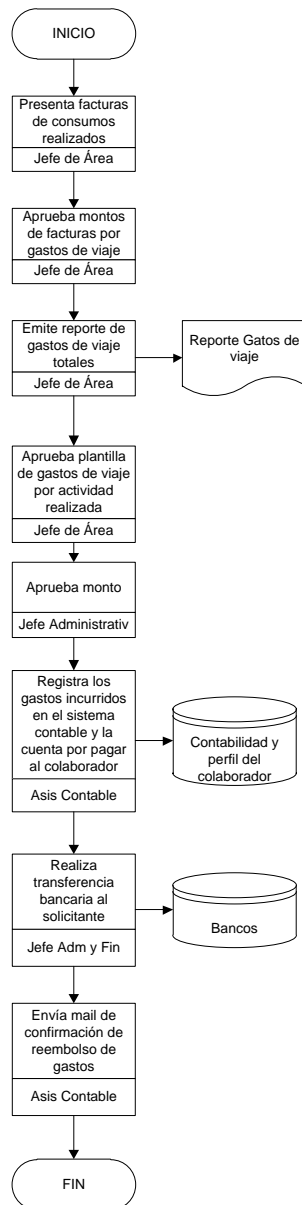 INICIO
Presenta facturas
de consumos
realizados
Jefe de Área
Aprueba montos
de facturas por
gastos de viaje
Jefe de Área
Emite reporte de
gastos de viaje
totales
Jefe de Área
Reporte Gatos de
viaje
Aprueba plantilla
de gastos de viaje
por actividad
realizada
Jefe de Área
Aprueba monto
Jefe Administrativ
Registra los
gastos incurridos
en el sistema
contable y la
cuenta por pagar
al colaborador
Asis Contable
Contabilidad y
perfil del
colaborador
Realiza
transferencia
bancaria al
solicitante
Jefe Adm y Fin
Bancos
Envía mail de
confirmación de
reembolso de
gastos
Asis Contable
FIN